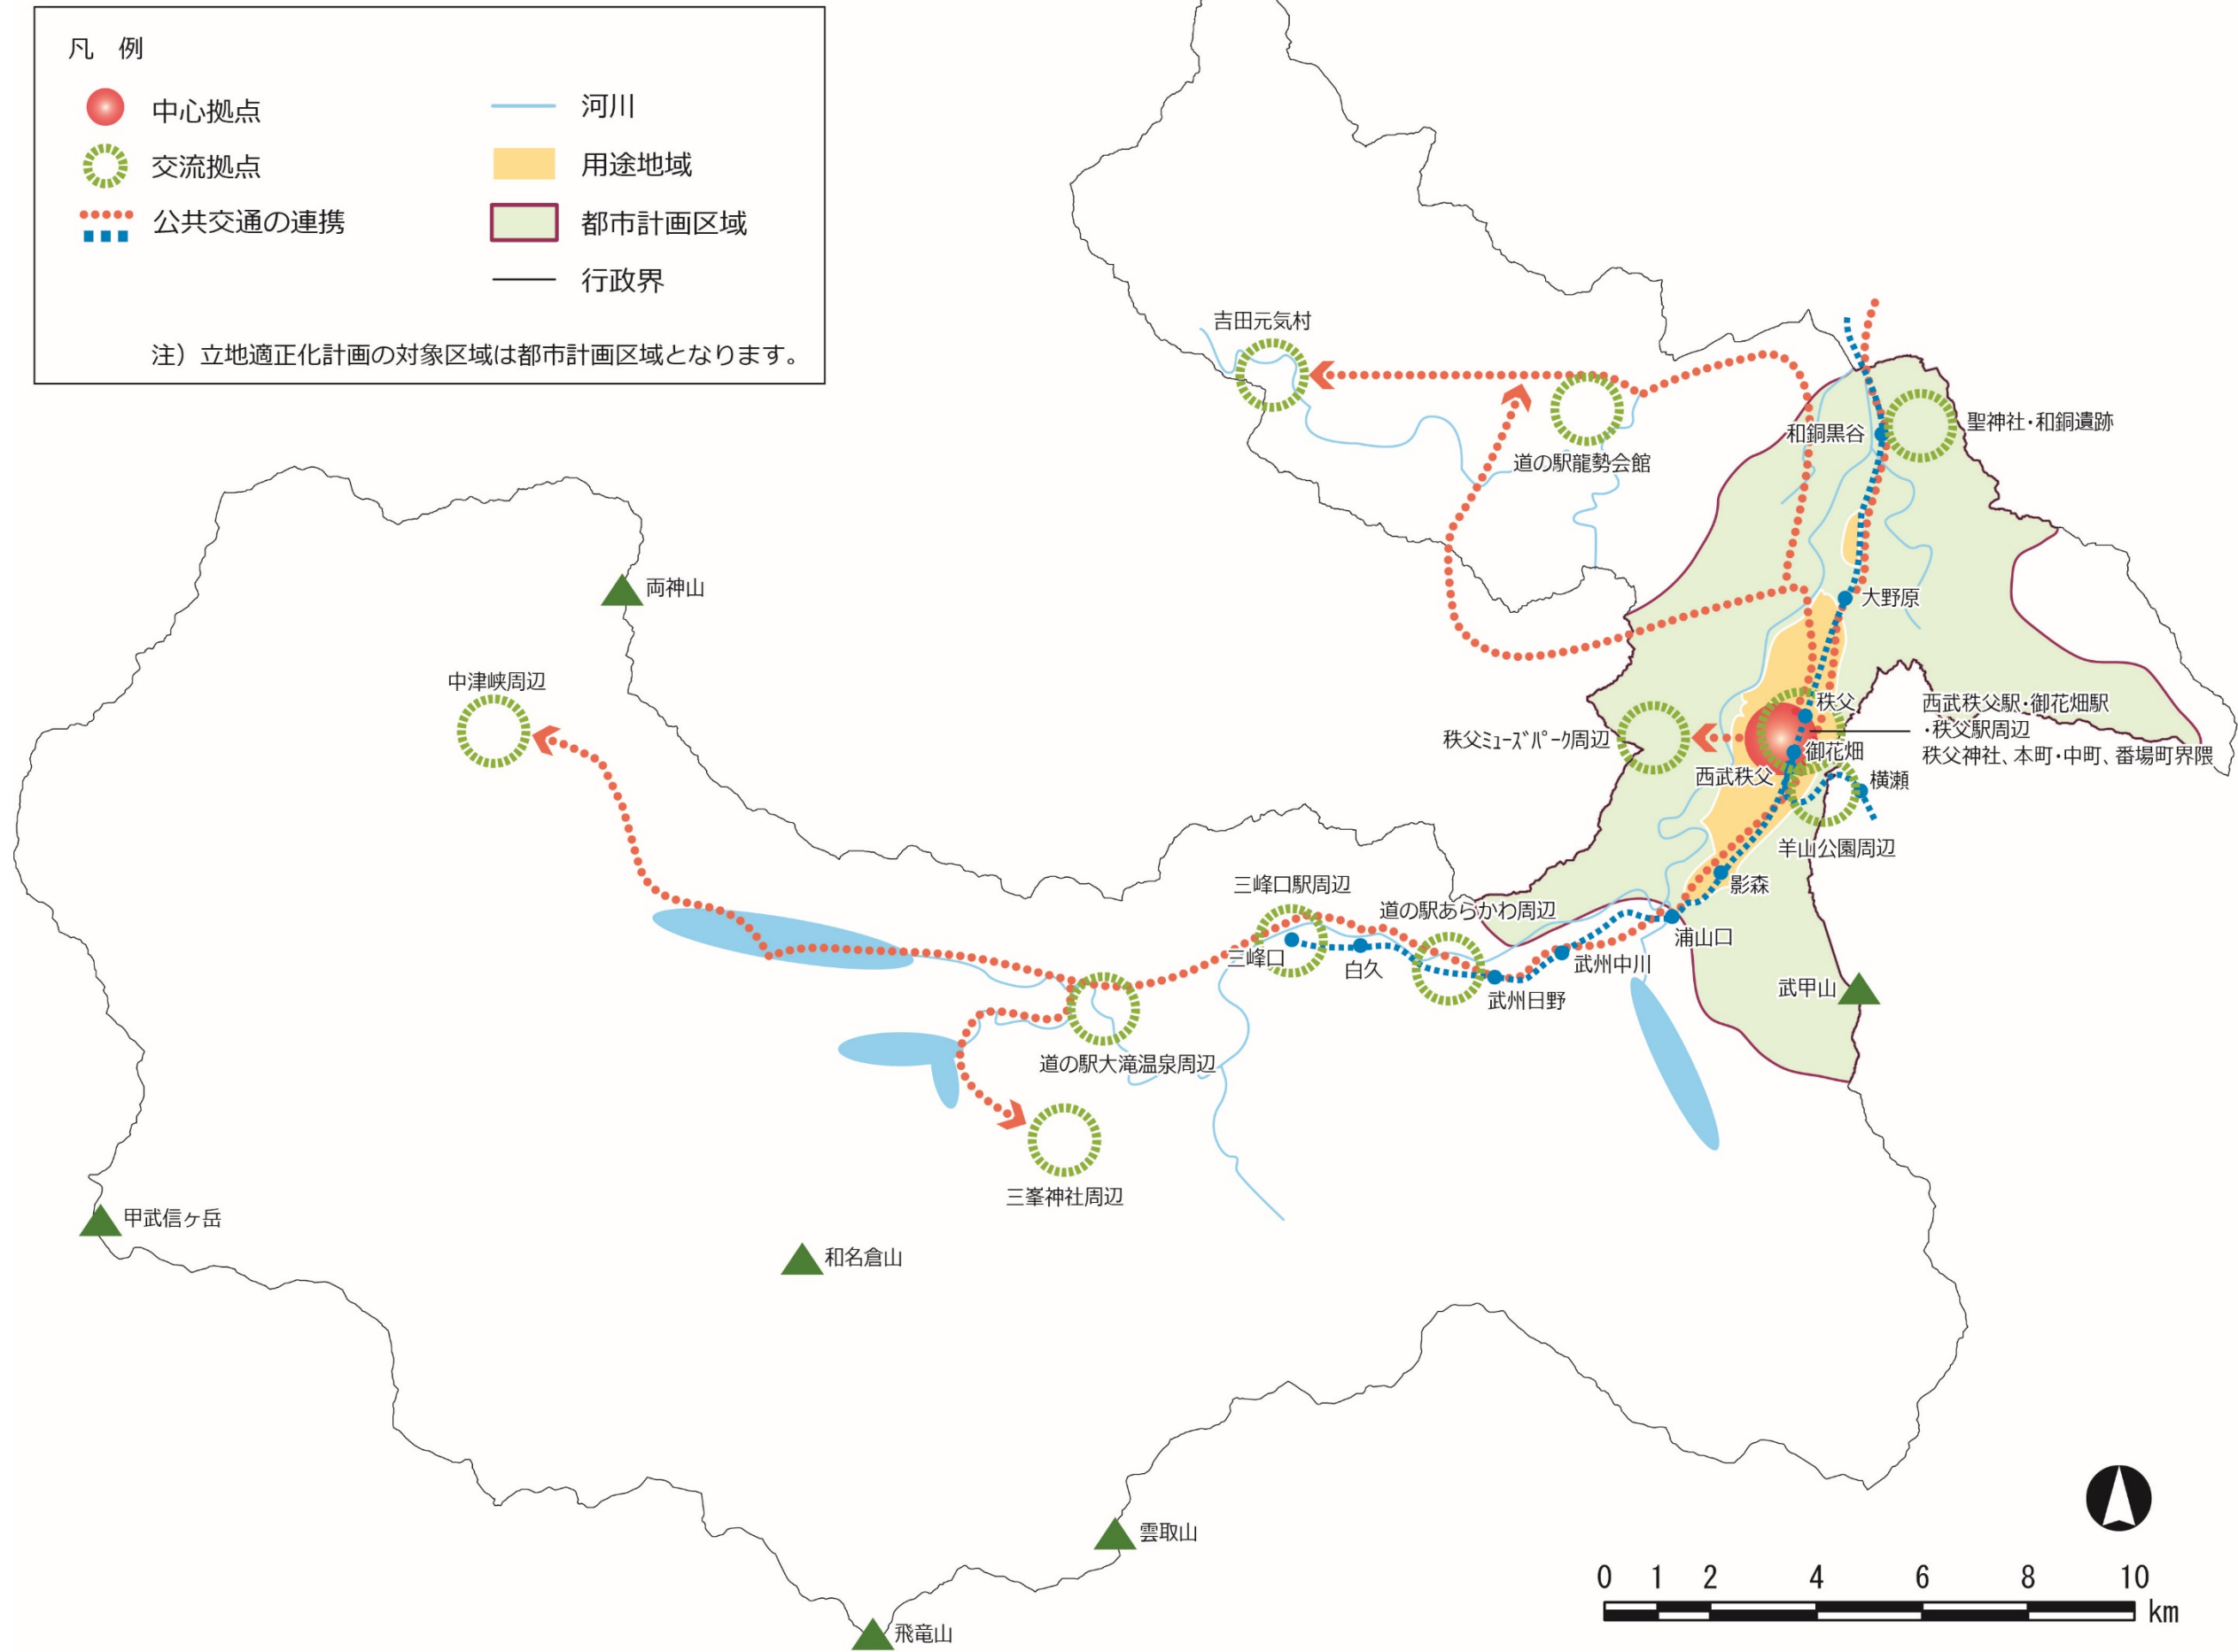 凡 例
中心拠点
交流拠点
公共交通の連携
河川
用途地域
都市計画区域
行政界
注）立地適正化計画の対象区域は都市計画区域となります。
吉田元気村
道の駅龍勢会館
和銅黒谷
聖神社・和銅遺跡
両神山
大野原
中津峡周辺
秩父
西武秩父駅・御花畑駅
・秩父駅周辺
秩父神社、本町・中町、番場町界隈
秩父ﾐｭｰｽﾞﾊﾟｰｸ周辺
御花畑
西武秩父
横瀬
羊山公園周辺
影森
三峰口駅周辺
道の駅あらかわ周辺
浦山口
三峰口
白久
武州中川
武州日野
武甲山
道の駅大滝温泉周辺
三峯神社周辺
甲武信ヶ岳
和名倉山
雲取山
飛竜山
0 1 2 4 6 8 10
km